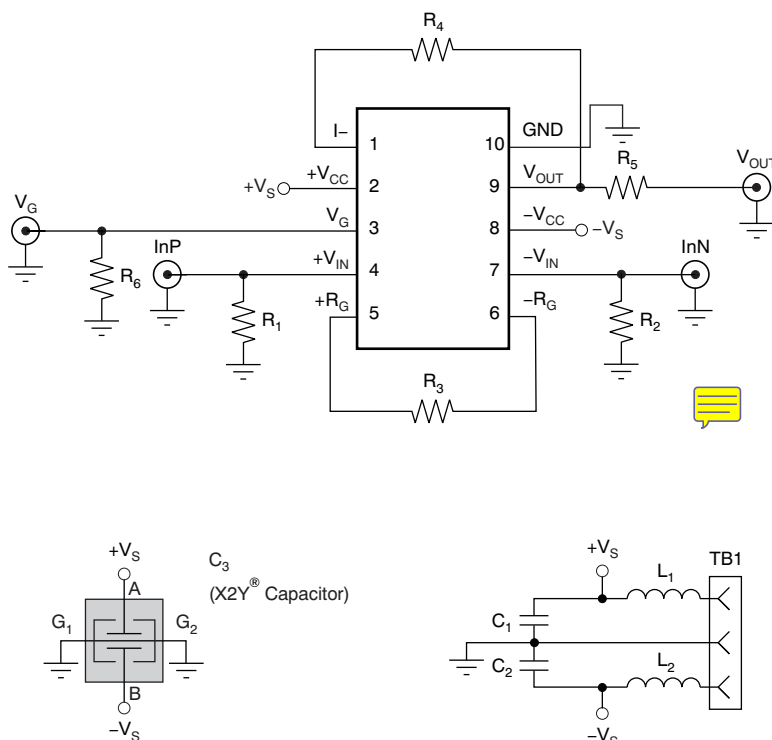 R4
I−
1
10
GND
+VS
+VCC
2
9
VOUT
R5
VOUT
VG
VG
3
8
−VCC
−VS
R6
InP
+VIN
4
7
−VIN
InN
R1
+RG
5
6
−RG
R2
R3
+VS
A
G1
G2
B
−VS
C3
(X2Y® Capacitor)
+VS
L1
TB1
C1
C2
L2
−VS